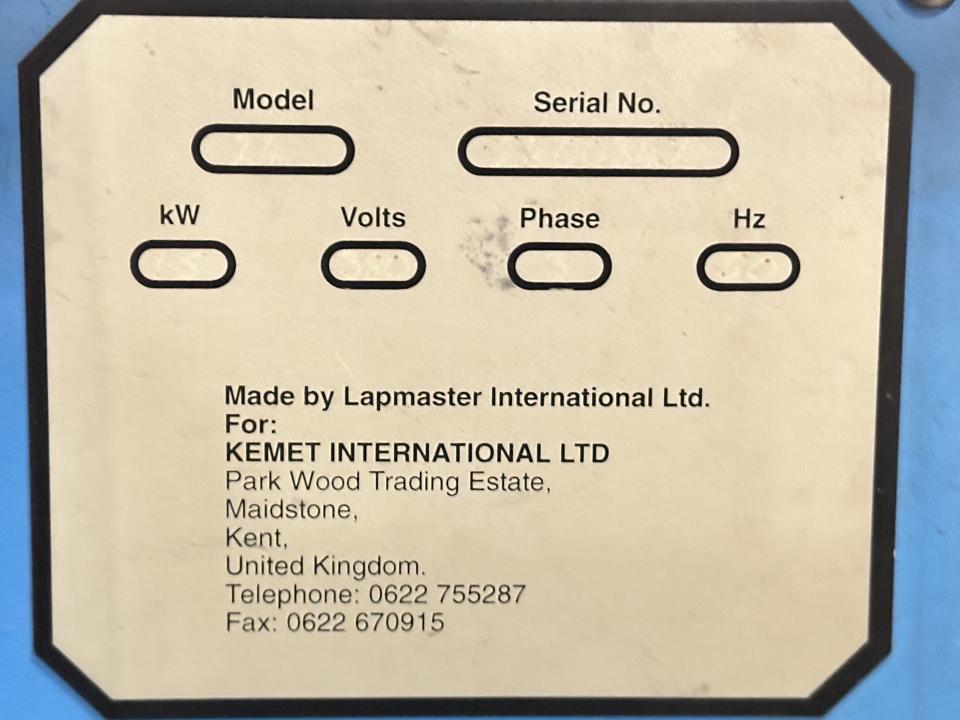 Model Serial No.
kW Volts Phase Hz
Made by Lapmaster International Ltd.
For:
KEMET INTERNATIONAL LTD
Park Wood Trading Estate,
Maidstone,
Kent,
United Kingdom.
Telephone: 0622 755287
Fax: 0622 670915